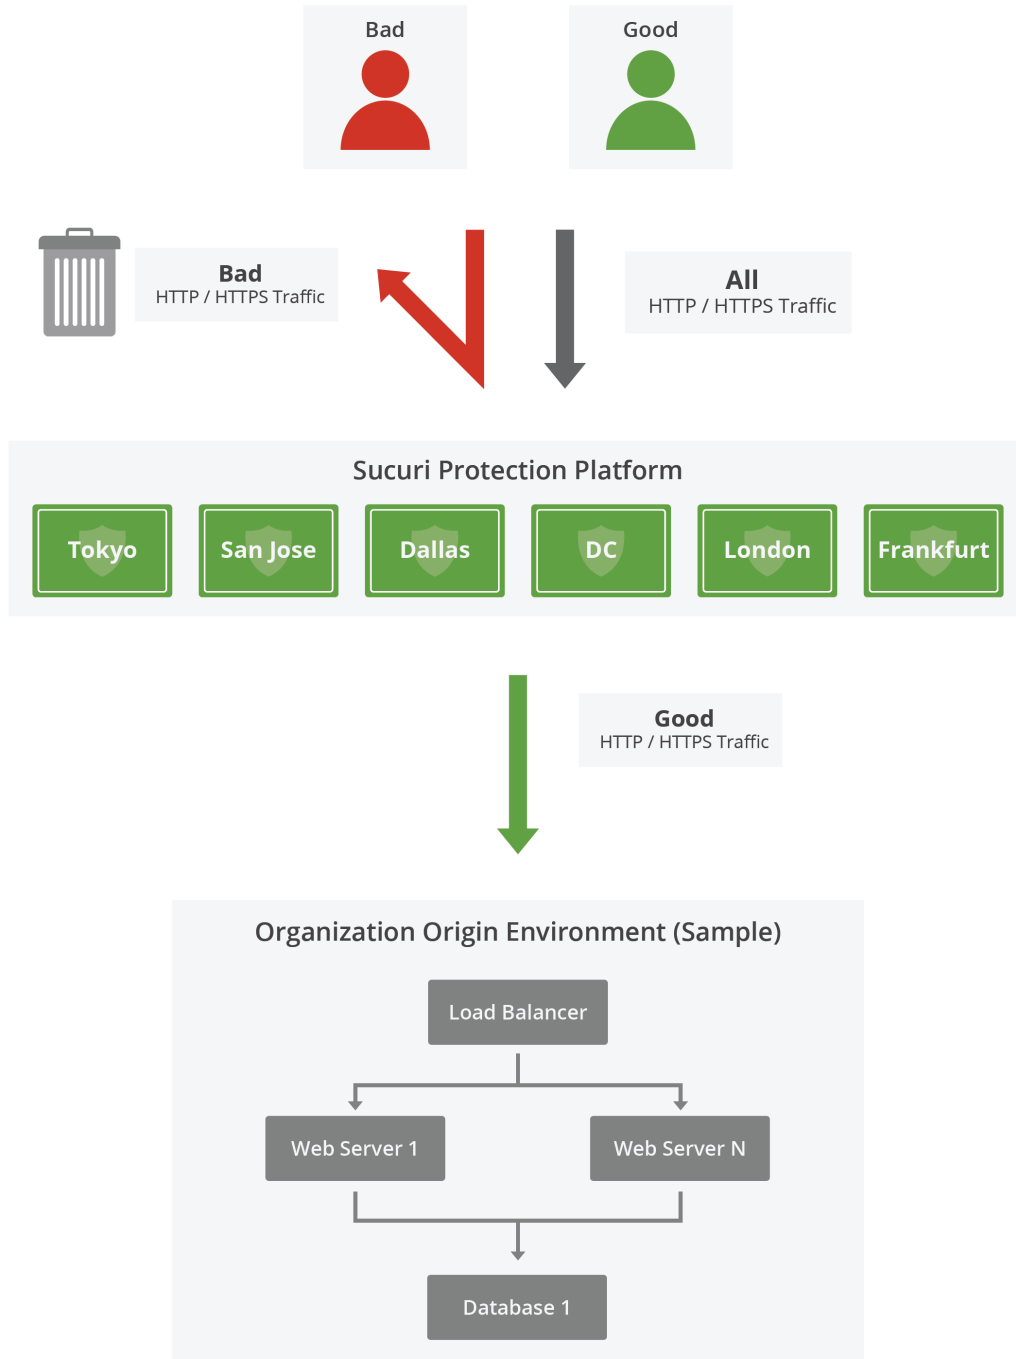 Bad
Good
Bad
HTTP / HTTPS Traffic
All
HTTP / HTTPS Traffic
Sucuri Protection Platform
Tokyo
San Jose
Dallas
DC
London
Frankfurt
Good
HTTP / HTTPS Traffic
Organization Origin Environment (Sample)
Load Balancer
Web Server 1
Web Server N
Database 1